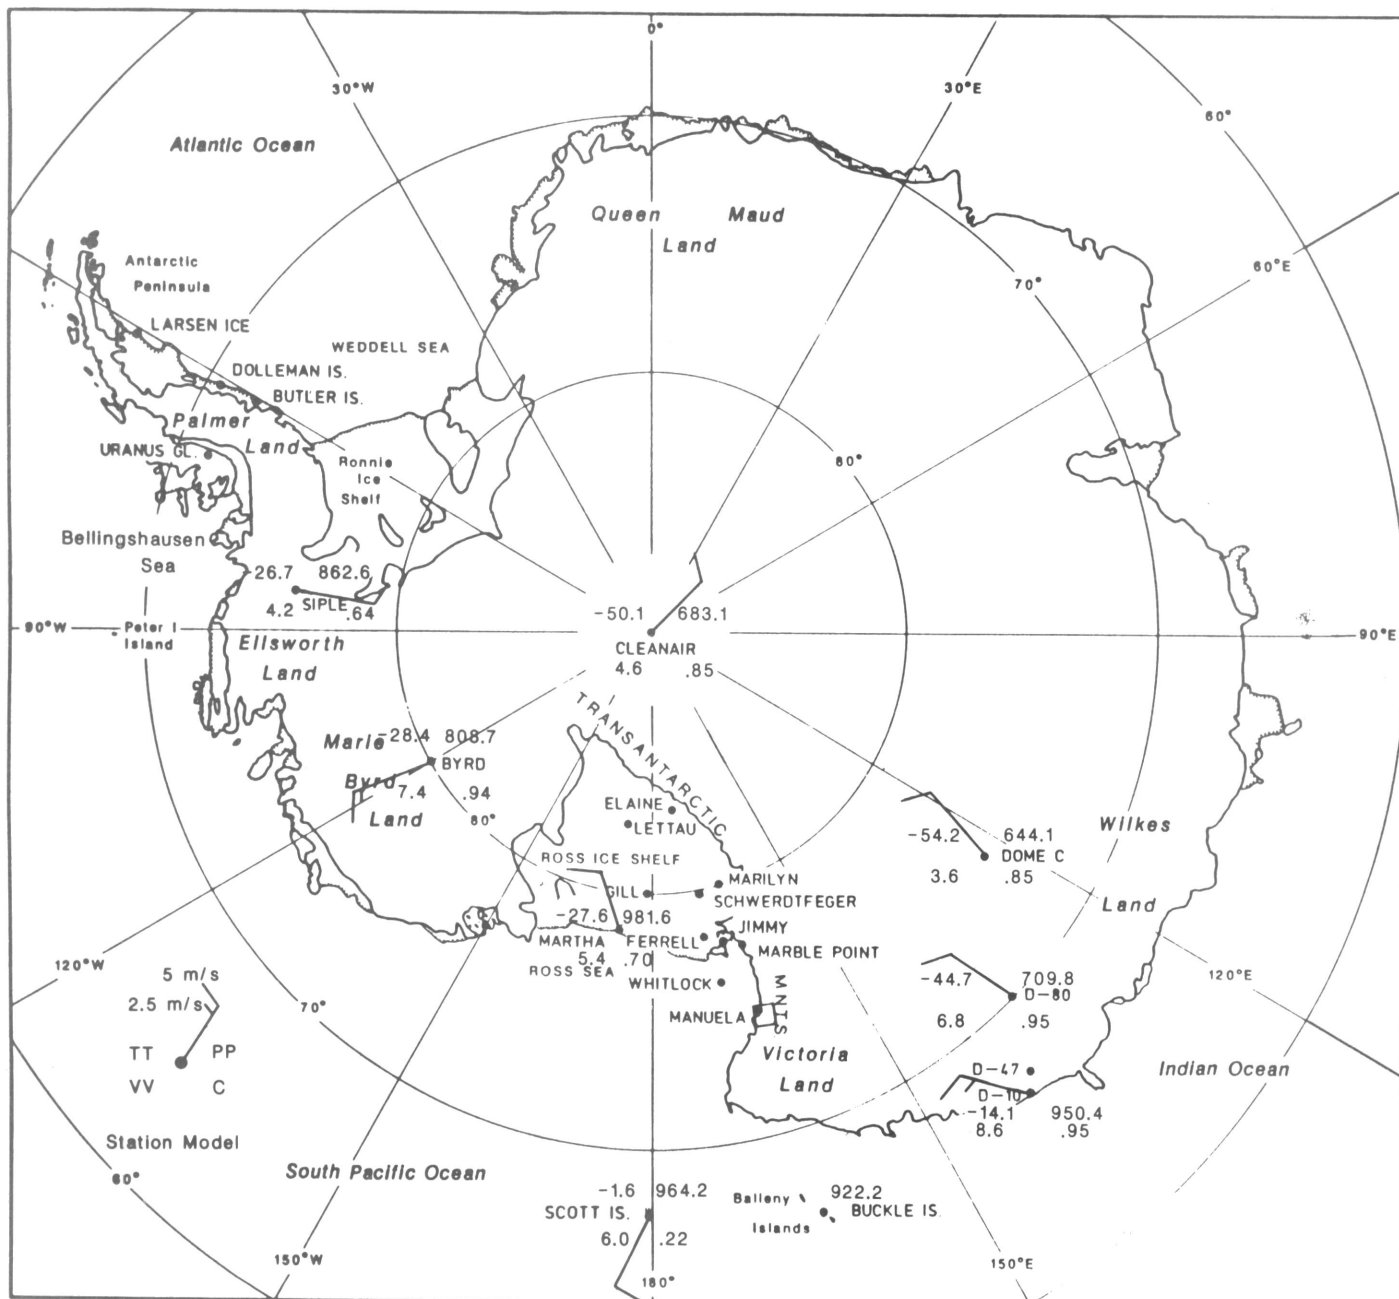 0°
30°W
30°E
60°
Atlantic Ocean
Queen Maud
Land
Antarctic
Peninsula
60°E
70°
LARSEN ICE
WEDDELL SEA
DOLLEMAN IS.
BUTLER IS.
Palmer
Land
URANUS GL.
Ronnie
Ice
Shelf
80°
Bellingshausen
Sea
-26.7 862.6
SIPLE
4.2 .64
-50.1 683.1
CLEANAIR
4.6 .85
90°W
Peter I
Island
90°E
Ellsworth
Land
TRANSANTARCTIC
Marie
Byrd
Land
-28.4 808.7
BYRD
7.4 .94
80°
ELAINE
LETTAU
ROSS ICE SHELF
GILL
MARILYN
SCHWERDTFEGER
-54.2 644.1
DOME C
3.6 .85
Wilkes
Land
-27.6 981.6
MARTHA
5.4 .70
FERRELL
JIMMY
MARBLE POINT
ROSS SEA
WHITLOCK
MNTS
MANUELA
-44.7 709.8
D-80
6.8 .95
120°W
120°E
70°
5 m/s
2.5 m/s
TT PP
VV C
Station Model
Victoria
Land
D-47
D-10
-14.1 950.4
8.6 .95
Indian Ocean
60°
South Pacific Ocean
-1.6 964.2
SCOTT IS.
6.0 .22
Balleny
Islands
922.2
BUCKLE IS.
150°W
180°
150°E